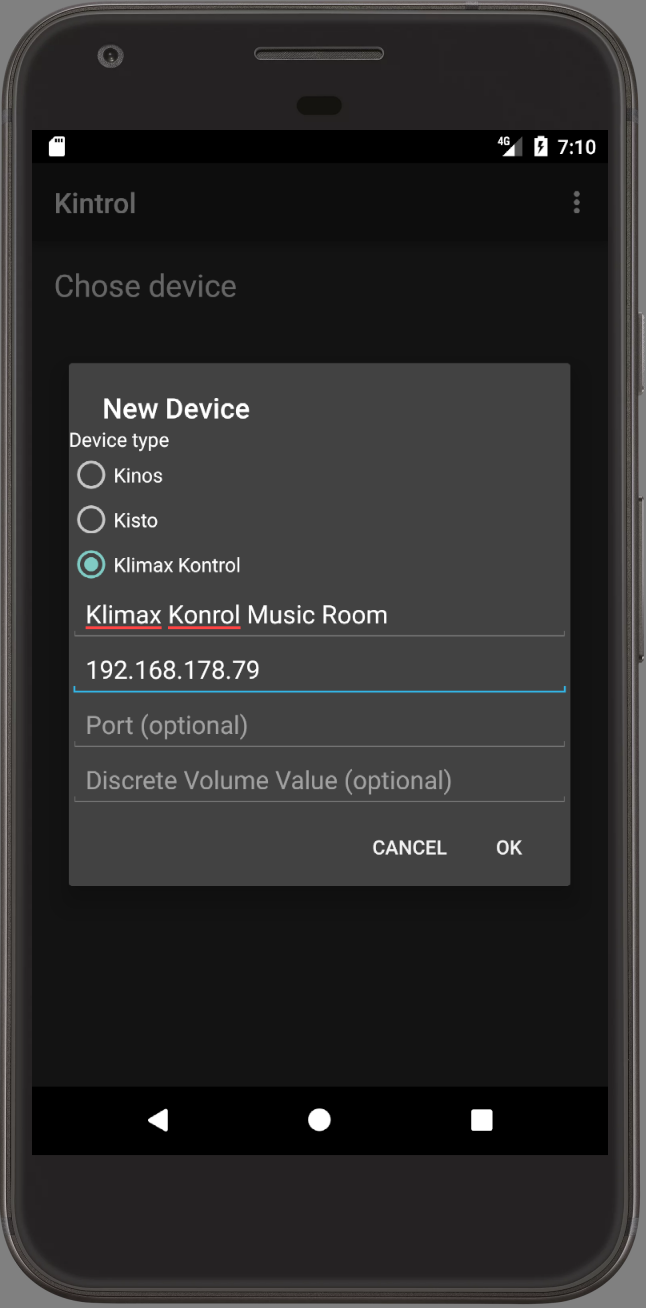 4G 7:10
Kintrol
Chose device
New Device
Device type
Kinos
Kisto
Klimax Kontrol
Klimax Konrol Music Room
192.168.178.79
Port (optional)
Discrete Volume Value (optional)
CANCEL OK